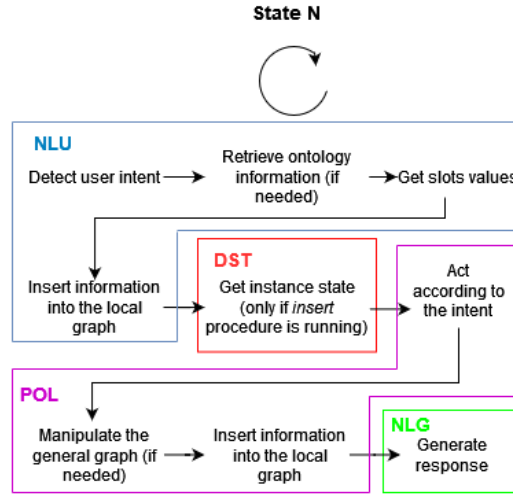 State N
NLU
Detect user intent
Retrieve ontology
information (if
needed)
Get slots values
Insert information
into the local
graph
DST
Get instance state
(only if insert
procedure is running)
Act
according to
the intent
POL
Manipulate the
general graph (if
needed)
Insert information
into the local
graph
NLG
Generate
response